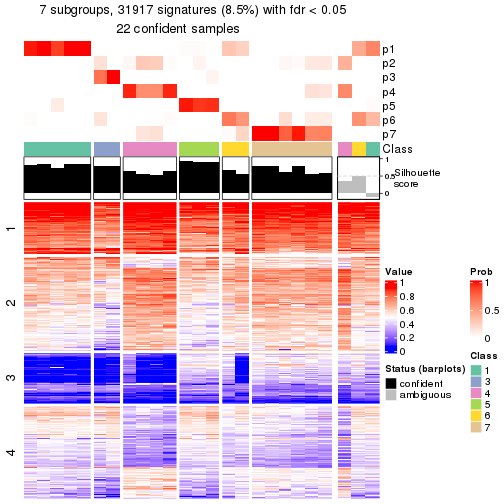 7 subgroups, 31917 signatures (8.5%) with fdr < 0.05
22 confident samples
p1
p2
p3
p4
p5
p6
p7
Class
1
0.5
0
Silhouette
score
1
2
3
4
Value
1
0.8
0.6
0.4
0.2
0
Prob
1
0.5
0
Status (barplots)
confident
ambiguous
Class
1
3
4
5
6
7